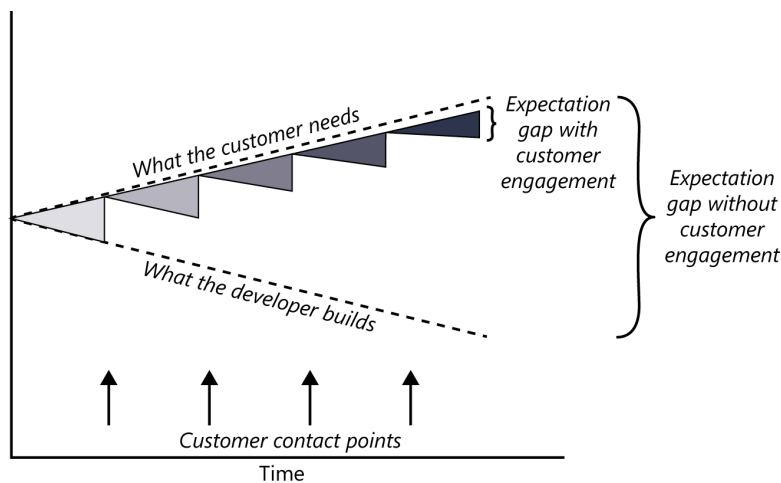 What the customer needs
Expectation
gap with
customer
engagement
Expectation
gap without
customer
engagement
What the developer builds
Customer contact points
Time